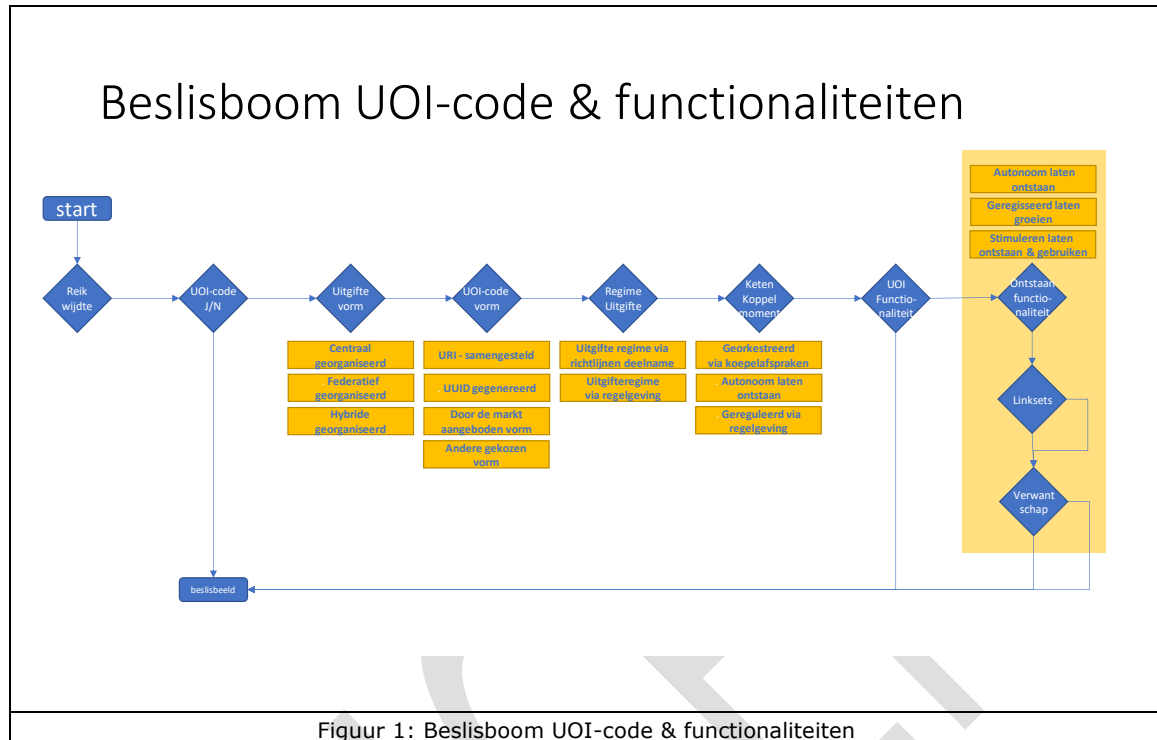 Beslisboom UOI-code & functionaliteiten
start
Reik
wijdte
UOI-code
J/N
Uitgifte
vorm
UOI-code
vorm
Regime
Uitgifte
Keten
Koppel
moment
UOI
Functio-
naliteit
Ontstaan
functio-
naliteit
Autonoom laten
ontstaan
Geregisseerd laten
groeien
Stimuleren laten
ontstaan & gebruiken
Centraal
georganiseerd
Federatief
georganiseerd
Hybride
georganiseerd
URI - samengesteld
UUID gegenereerd
Door de markt
aangeboden vorm
Andere gekozen
vorm
Uitgifte regime via
richtlijnen deelname
Uitgifteregime
via regelgeving
Georkestreerd
via koepelafspraken
Autonoom laten
ontstaan
Gereguleerd via
regelgeving
Linksets
Verwant
schap
beslisbeeld
Figuur 1: Beslisboom UOI-code & functionaliteiten